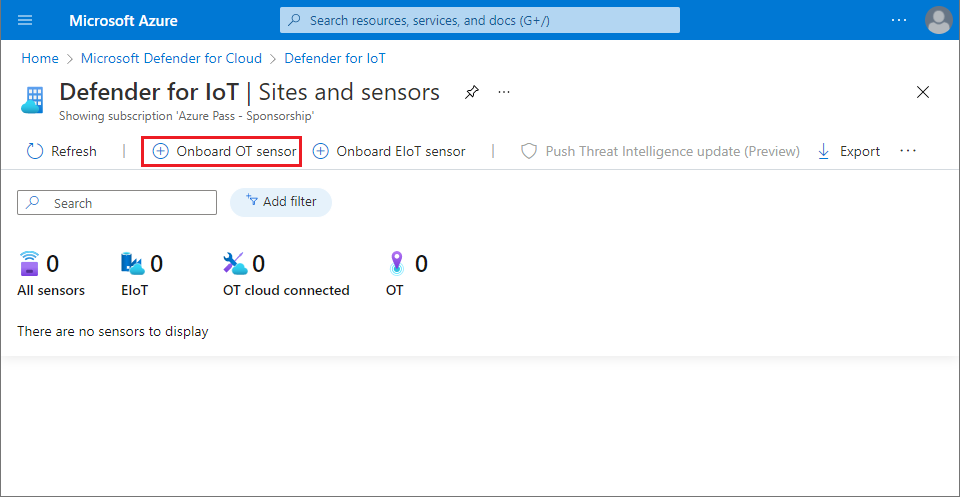 Microsoft Azure
Search resources, services, and docs (G+/)
Home > Microsoft Defender for Cloud > Defender for IoT
Defender for IoT | Sites and sensors
Showing subscription 'Azure Pass - Sponsorship'
Refresh | Onboard OT sensor Onboard EIoT sensor | Push Threat Intelligence update (Preview) Export
Search Add filter
0 0 0 0
All sensors EIoT OT cloud connected OT
There are no sensors to display